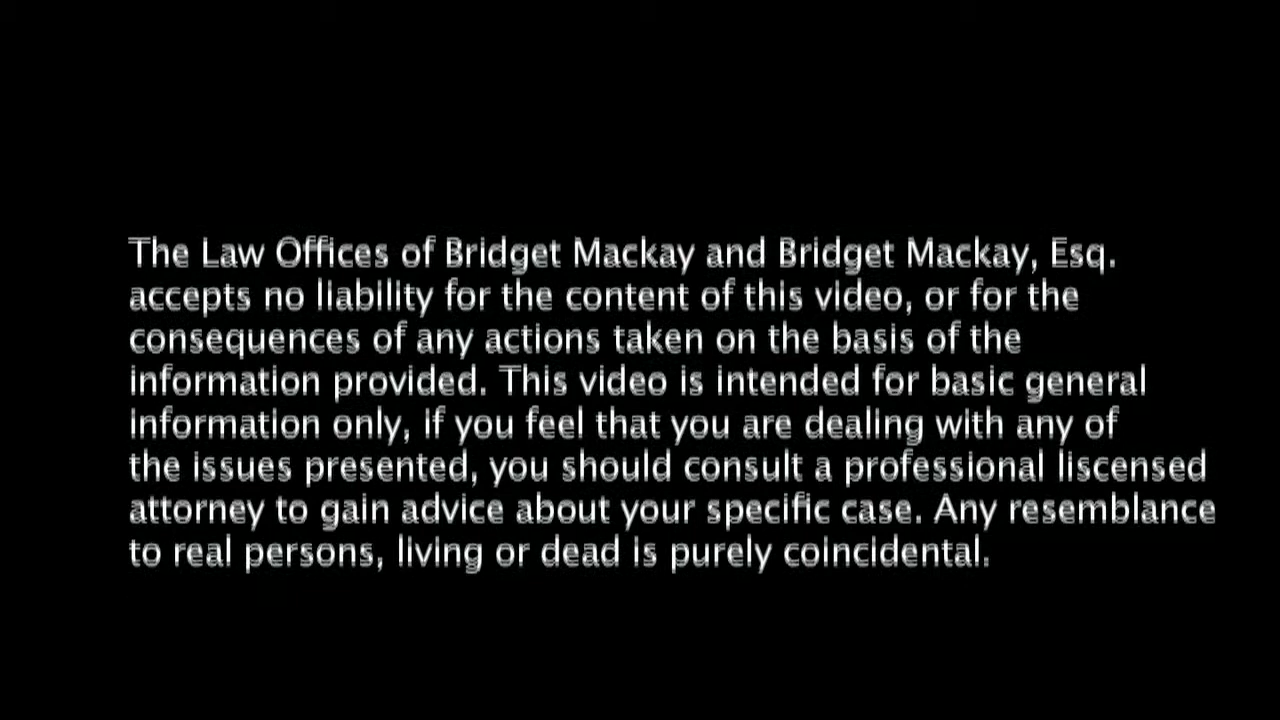 The Law Offices of Bridget Mackay and Bridget Mackay, Esq.
accepts no liability for the content of this video, or for the
consequences of any actions taken on the basis of the
information provided. This video is intended for basic general
information only, if you feel that you are dealing with any of
the issues presented, you should consult a professional liscensed
attorney to gain advice about your specific case. Any resemblance
to real persons, living or dead is purely coincidental.